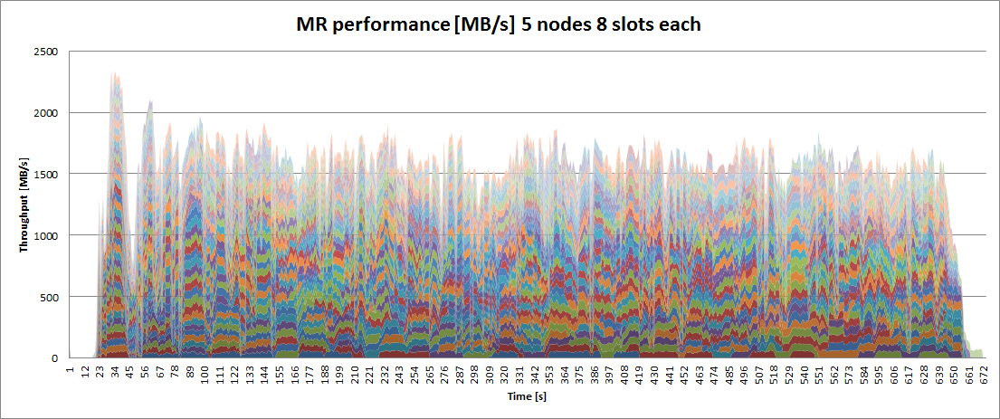 MR performance [MB/s] 5 nodes 8 slots each
Throughput [MB/s]
2500
2000
1500
1000
500
0
1 12 23 34 45 56 67 78 89 100 111 122 133 144 155 166 177 188 199 210 221 232 243 254 265 276 287 298 309 320 331 342 353 364 375 386 397 408 419 430 441 452 463 474 485 496 507 518 529 540 551 562 573 584 595 606 617 628 639 650 661 672
Time [s]